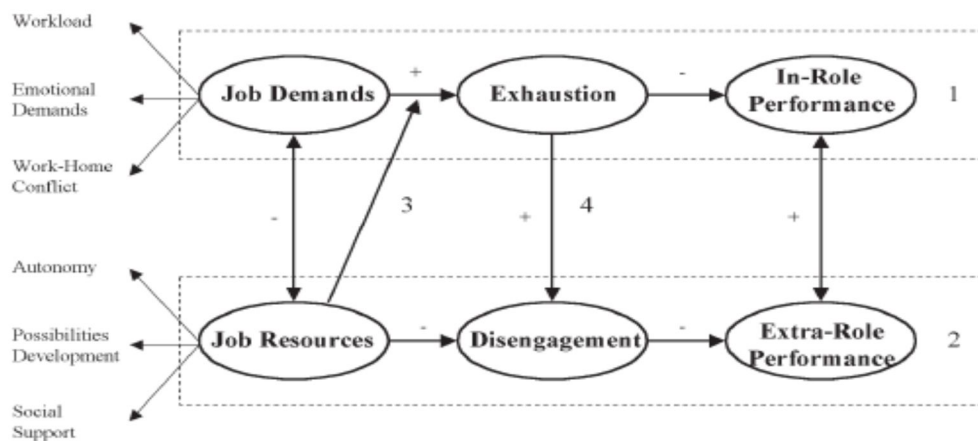 Workload
Emotional
Demands
Work-Home
Conflict
Job Demands
+
Exhaustion
-
In-Role
Performance
1
-
3
+
4
+
Autonomy
Possibilities
Development
Social
Support
Job Resources
-
Disengagement
-
Extra-Role
Performance
2